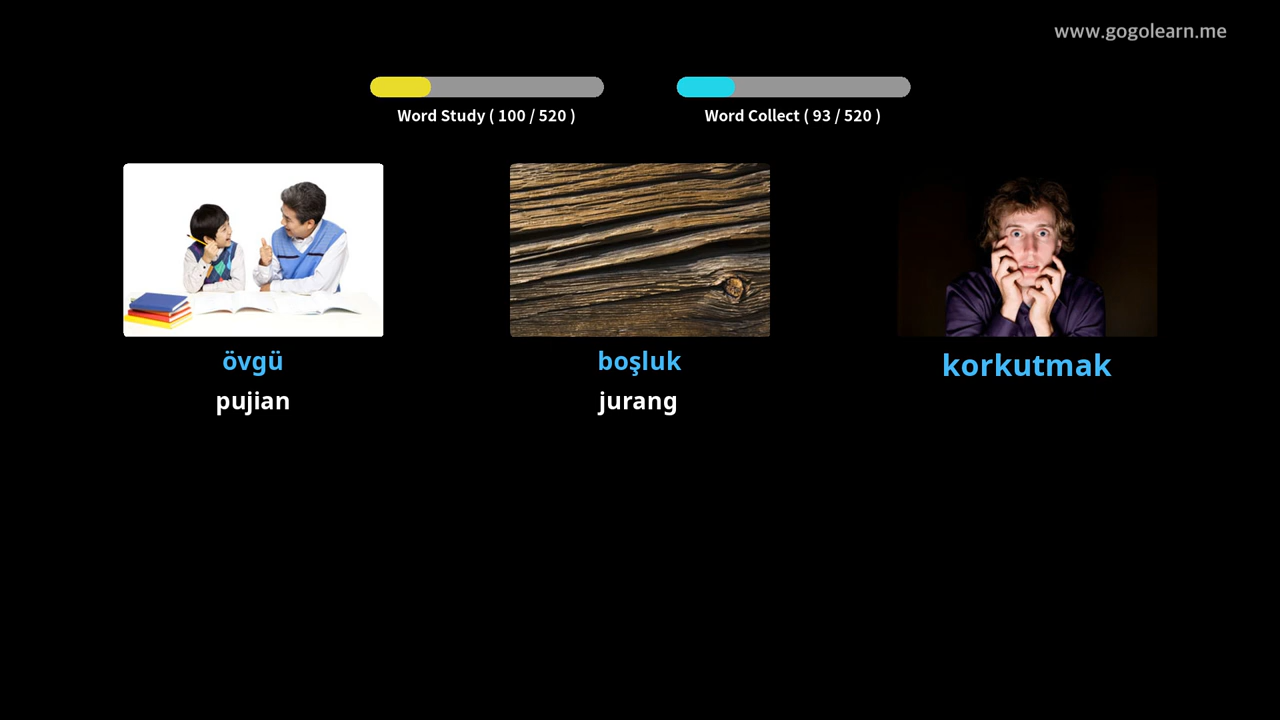 www.gogolearn.me
Word Study ( 100 / 520 )
Word Collect ( 93 / 520 )
övgü
pujian
boşluk
jurang
korkutmak